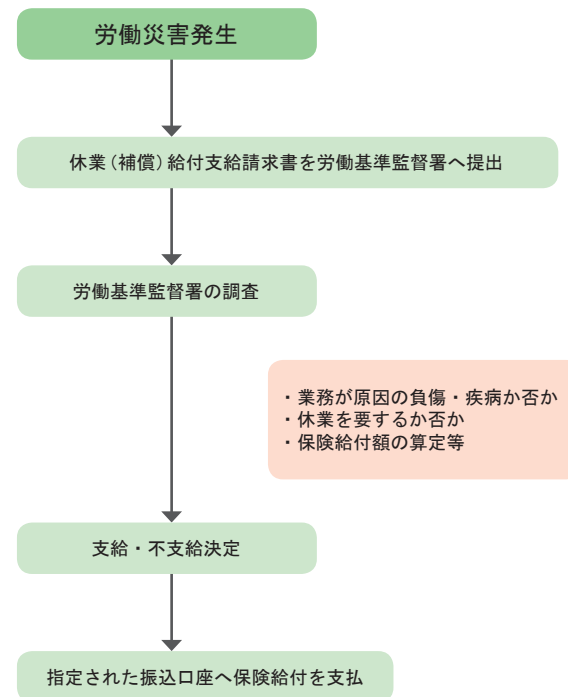 労働災害発生
休業（補償）給付支給請求書を労働基準監督署へ提出
労働基準監督署の調査
・業務が原因の負傷・疾病か否か
・休業を要するか否か
・保険給付額の算定等
支給・不支給決定
指定された振込口座へ保険給付を支払